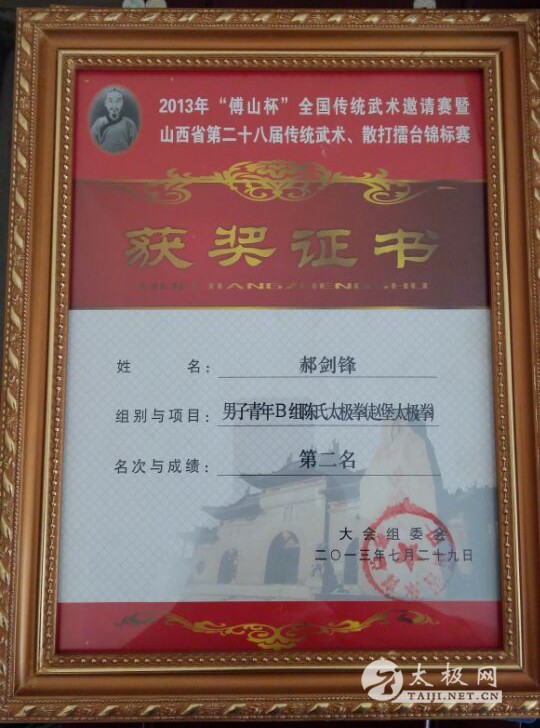 2013年“傅山杯”全国传统武术邀请赛暨
山西省第二十八届传统武术、散打擂台锦标赛
获奖证书
姓名：郝剑锋
组别与项目：男子青年B组陈氏太极拳(赵堡太极拳)
名次与成绩：第二名
大会组委会
二〇一三年七月二十九日
太极网
TAIJI.NET.CN